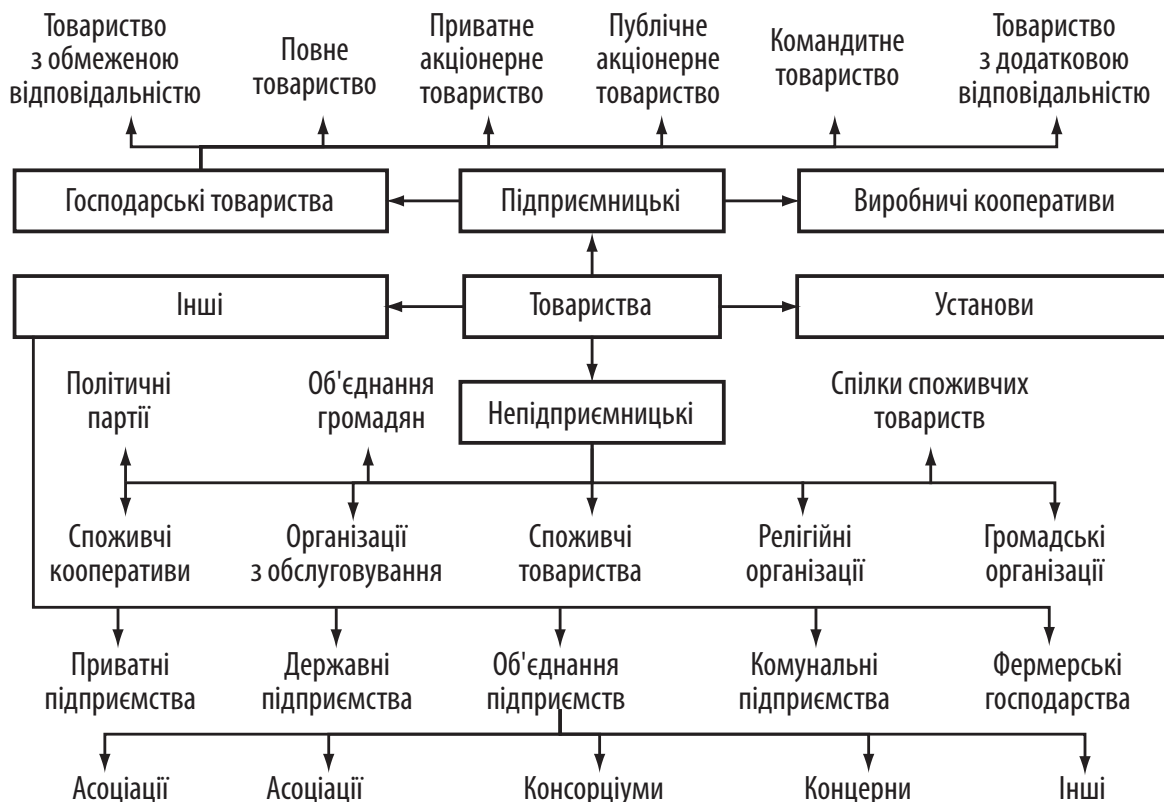 Товариство
з обмеженою
відповідальністю
Повне
товариство
Приватне
акціонерне
товариство
Публічне
акціонерне
товариство
Командитне
товариство
Товариство
з додатковою
відповідальністю
Господарські товариства
Підприємницькі
Виробничі кооперативи
Інші
Товариства
Установи
Політичні
партії
Об'єднання
громадян
Непідприємницькі
Спілки споживчих
товариств
Споживчі
кооперативи
Організації
з обслуговування
Споживчі
товариства
Релігійні
організації
Громадські
організації
Приватні
підприємства
Державні
підприємства
Об'єднання
підприємств
Комунальні
підприємства
Фермерські
господарства
Асоціації
Асоціації
Консорціуми
Концерни
Інші